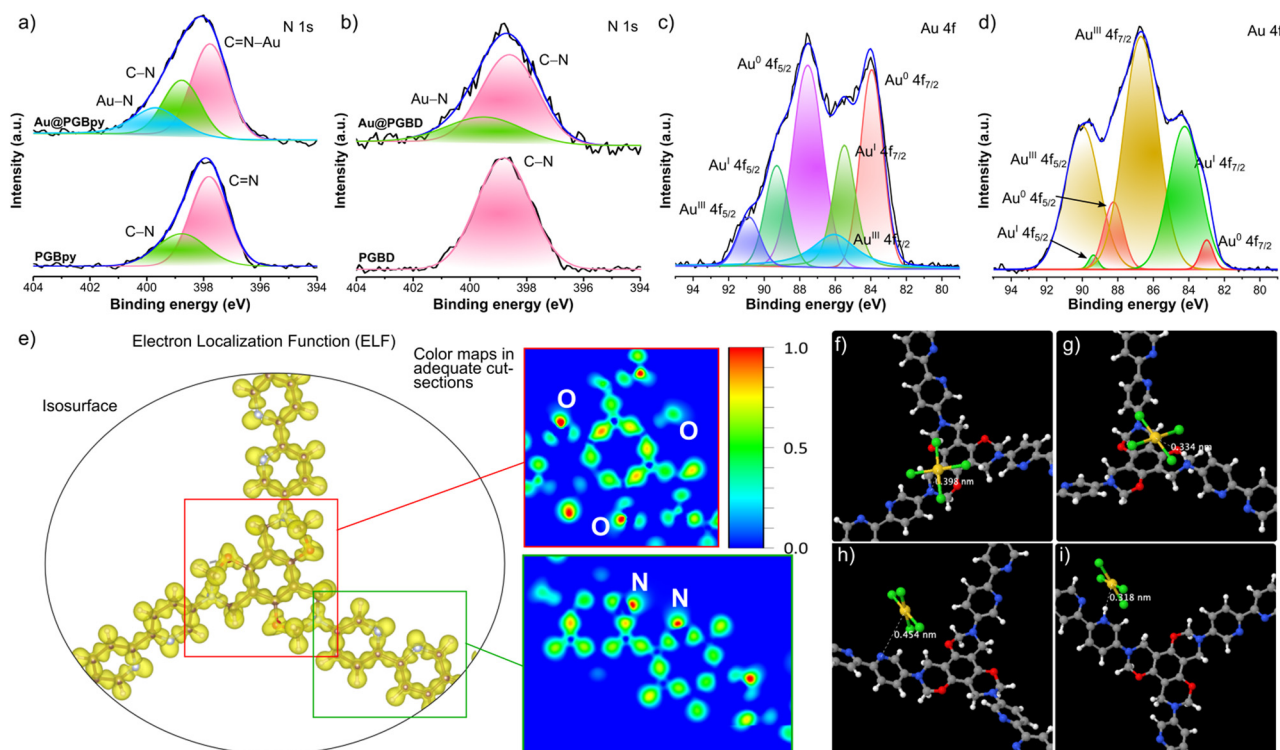 a)
N 1s
C=N–Au
C–N
Au–N
Au@PGBpy
C=N
C–N
PGBpy
404 402 400 398 396 394
Binding energy (eV)
Intensity (a.u.)
b)
N 1s
C–N
Au–N
Au@PGBD
C–N
PGBD
404 402 400 398 396 394
Binding energy (eV)
Intensity (a.u.)
c)
Au 4f
Au⁰ 4f₅/₂
Au⁰ 4f₇/₂
Auᴵ 4f₇/₂
Auᴵ 4f₅/₂
Auᴵᴵᴵ 4f₅/₂
Auᴵᴵᴵ 4f₇/₂
94 92 90 88 86 84 82 80
Binding energy (eV)
Intensity (a.u.)
d)
Au 4f
Auᴵᴵᴵ 4f₇/₂
Auᴵᴵᴵ 4f₅/₂
Auᴵ 4f₇/₂
Au⁰ 4f₅/₂
Auᴵ 4f₅/₂
Au⁰ 4f₇/₂
94 92 90 88 86 84 82 80
Binding energy (eV)
Intensity (a.u.)
e)
Electron Localization Function (ELF)
Isosurface
Color maps in
adequate cut-
sections
O
O
O
1.0
0.5
0.0
N
N
f)
0.398 nm
g)
0.334 nm
h)
0.454 nm
i)
0.318 nm